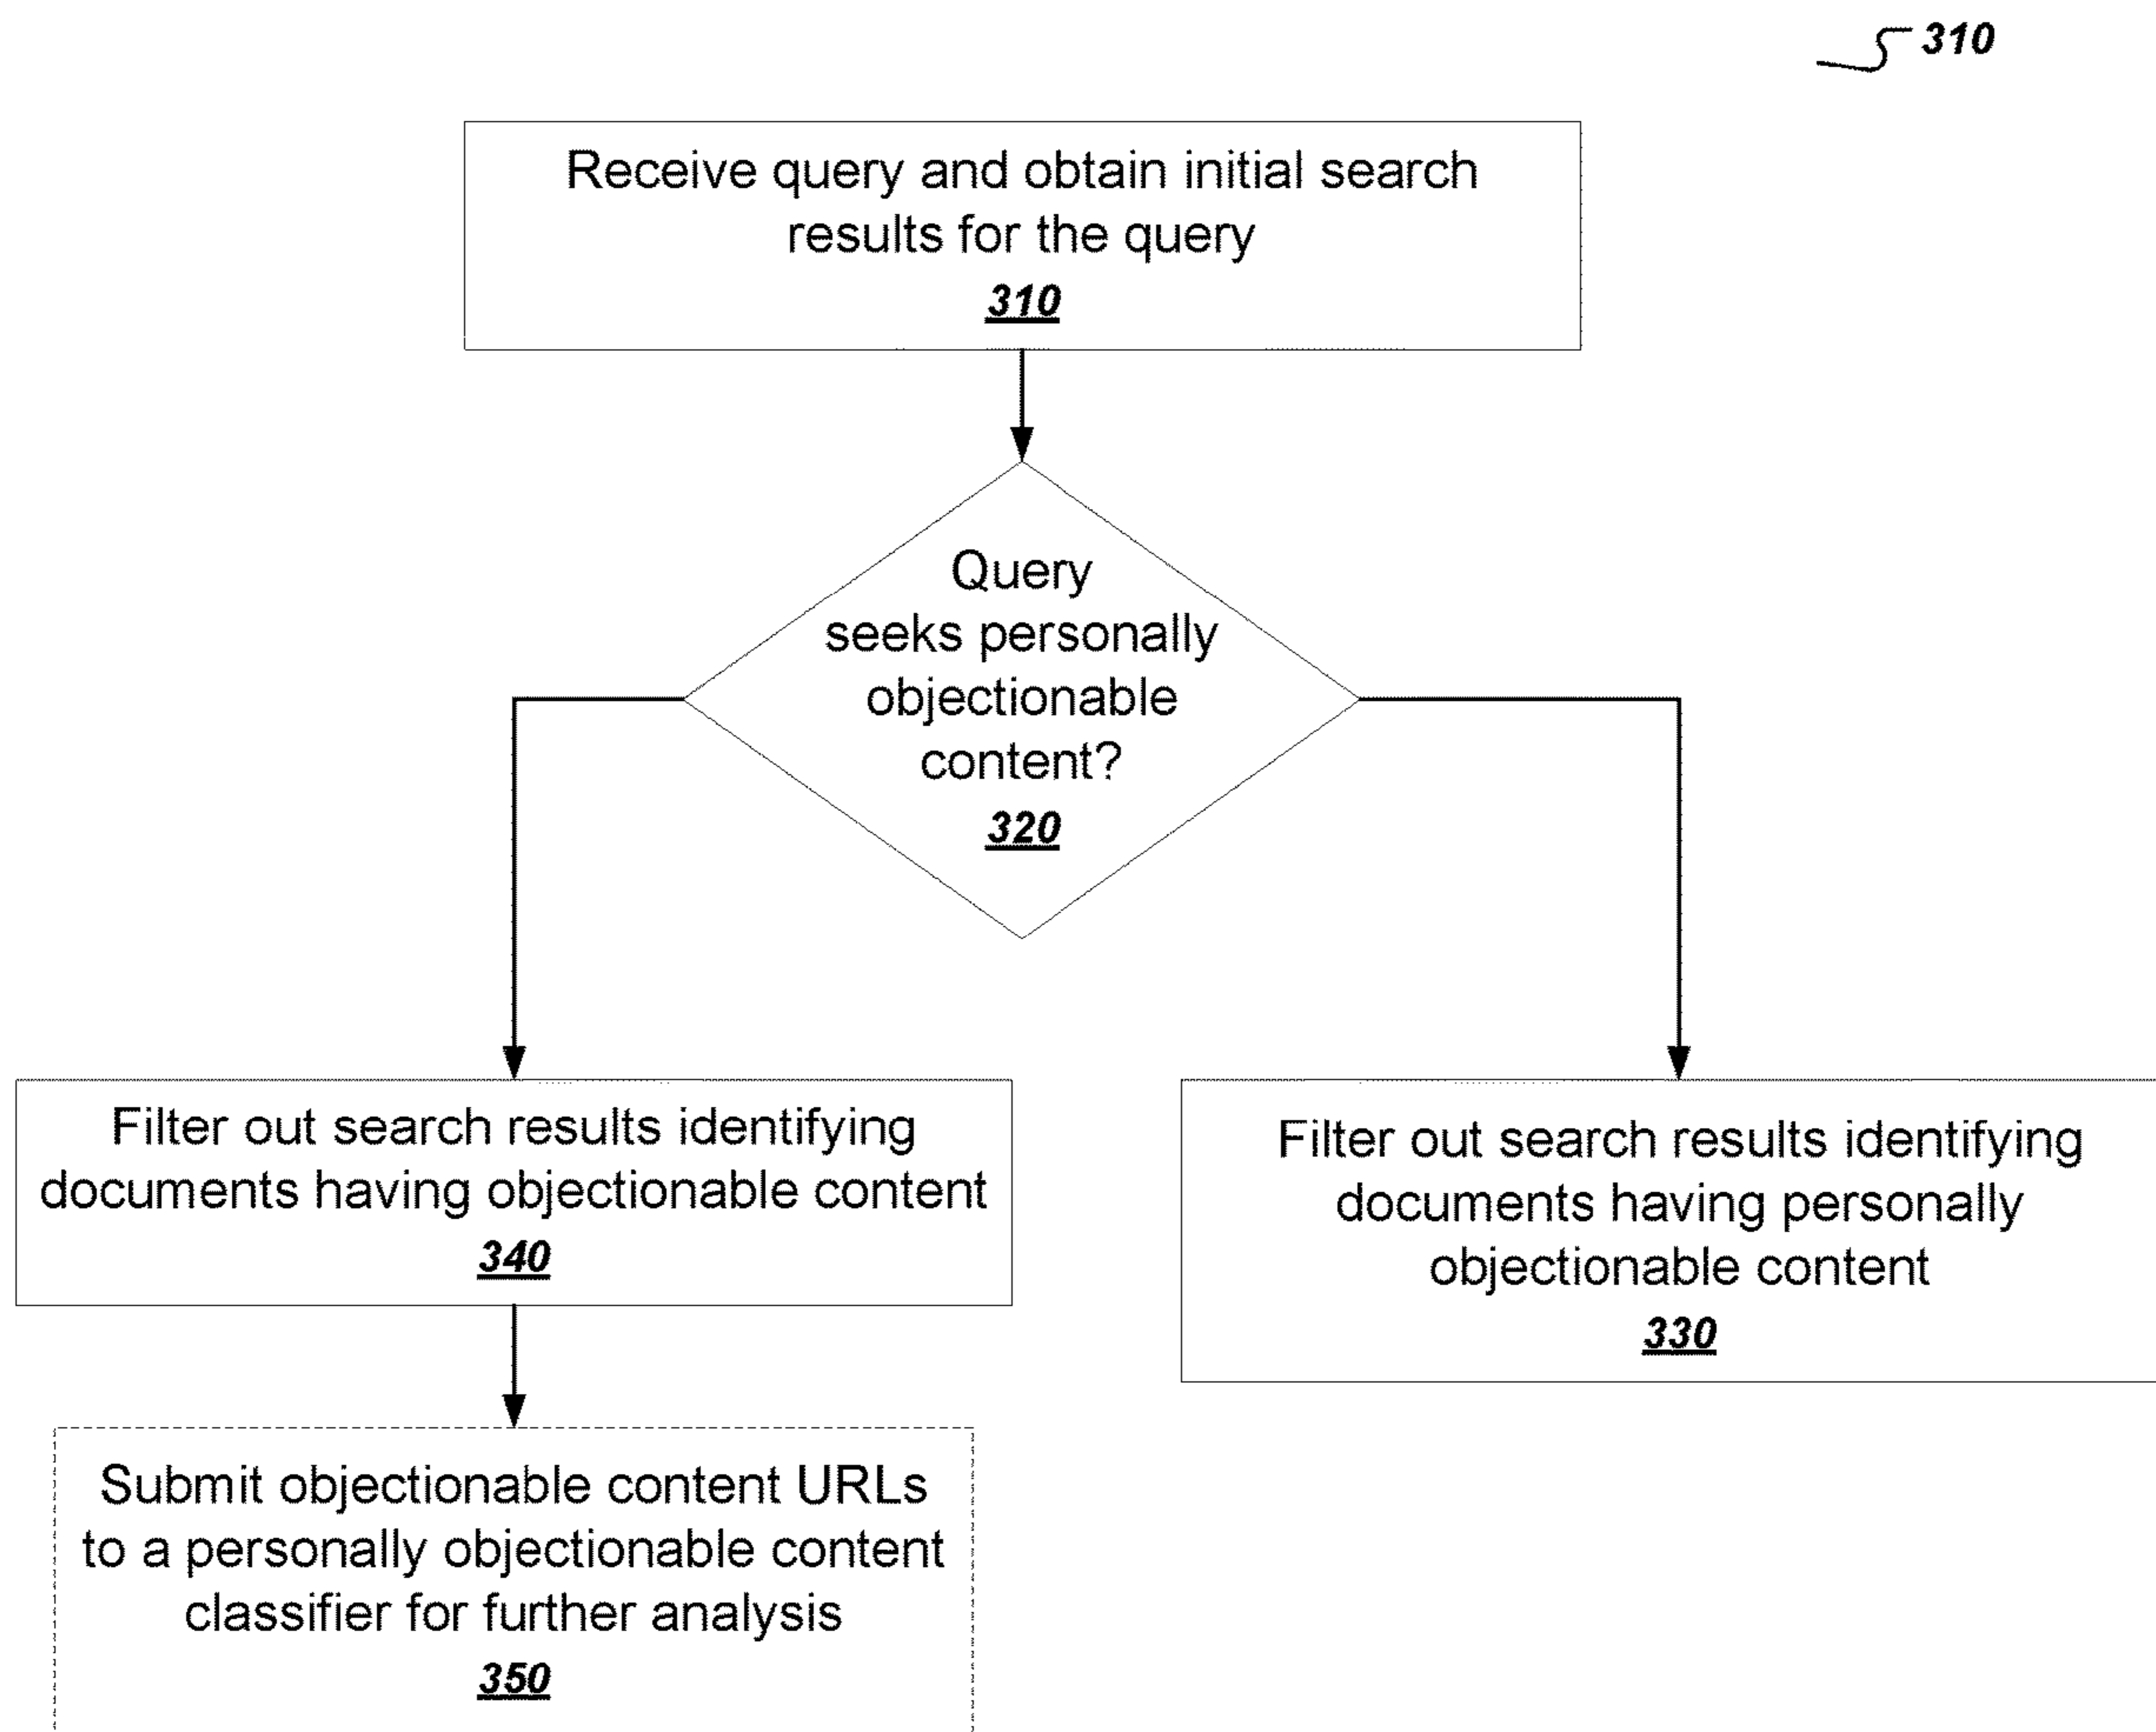 310
Receive query and obtain initial search
results for the query
310
Query
seeks personally
objectionable
content?
320
Filter out search results identifying
documents having objectionable content
340
Filter out search results identifying
documents having personally
objectionable content
330
Submit objectionable content URLs
to a personally objectionable content
classifier for further analysis
350